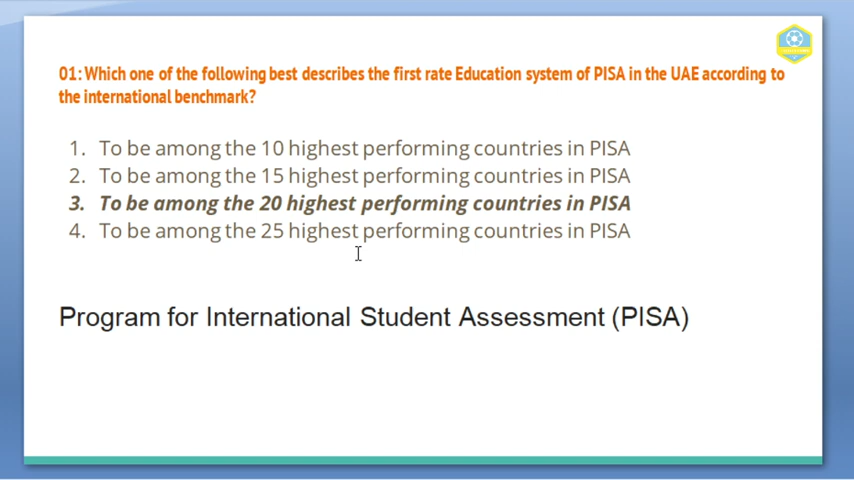 01: Which one of the following best describes the first rate Education system of PISA in the UAE according to
the international benchmark?
1. To be among the 10 highest performing countries in PISA
2. To be among the 15 highest performing countries in PISA
3. To be among the 20 highest performing countries in PISA
4. To be among the 25 highest performing countries in PISA
Program for International Student Assessment (PISA)